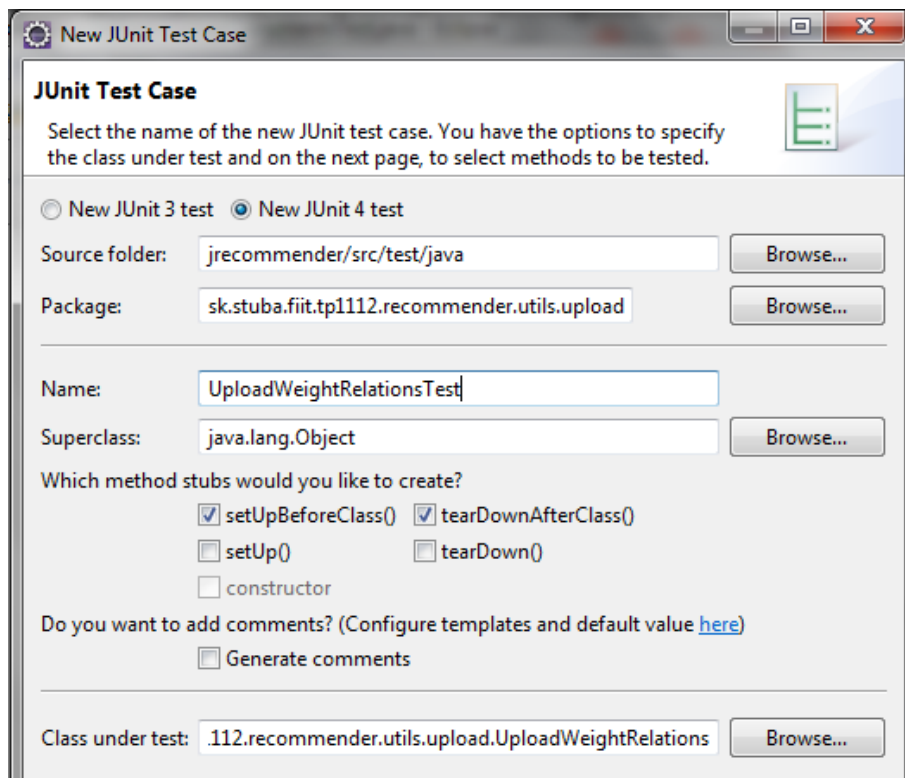 New JUnit Test Case
JUnit Test Case
Select the name of the new JUnit test case. You have the options to specify
the class under test and on the next page, to select methods to be tested.
New JUnit 3 test New JUnit 4 test
Source folder: jrecommender/src/test/java Browse...
Package: sk.stuba.fiit.tp1112.recommender.utils.upload Browse...
Name: UploadWeightRelationsTest
Superclass: java.lang.Object Browse...
Which method stubs would you like to create?
setUpBeforeClass() tearDownAfterClass()
setUp() tearDown()
constructor
Do you want to add comments? (Configure templates and default value here)
Generate comments
Class under test: .112.recommender.utils.upload.UploadWeightRelations Browse...